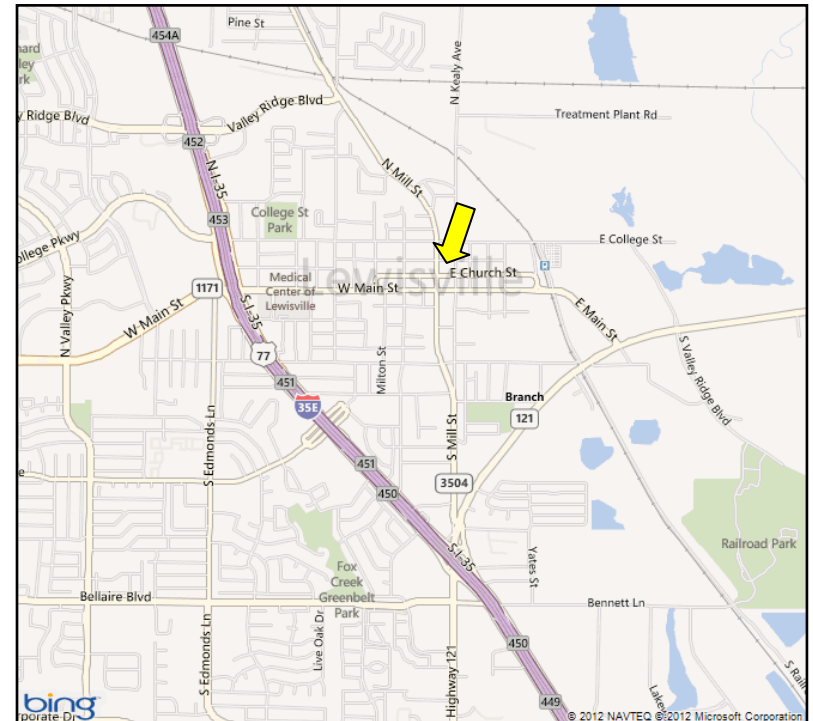 Pine St
454A
N Kealy Ave
Valley Ridge Blvd
y Ridge Blvd
Treatment Plant Rd
452
N I-35
N Mill St
453
College St
Park
E College St
ollege Pkwy
Lewisville
E Church St
Medical
Center of
Lewisville
W Main St
1171
S I-35
E Main St
W Main St
N Valley Pkwy
77
Milton St
S Valley Ridge Blvd
451
35E
Branch
121
S Edmonds Ln
S Mill St
451
450
3504
S I-35
Railroad Park
Yates St
Fox
Creek
Greenbelt
Park
Bellaire Blvd
Bennett Ln
S Edmonds Ln
Live Oak Dr
Highway 121
450
449
bing
porate Dr
© 2012 NAVTEQ © 2012 Microsoft Corporation